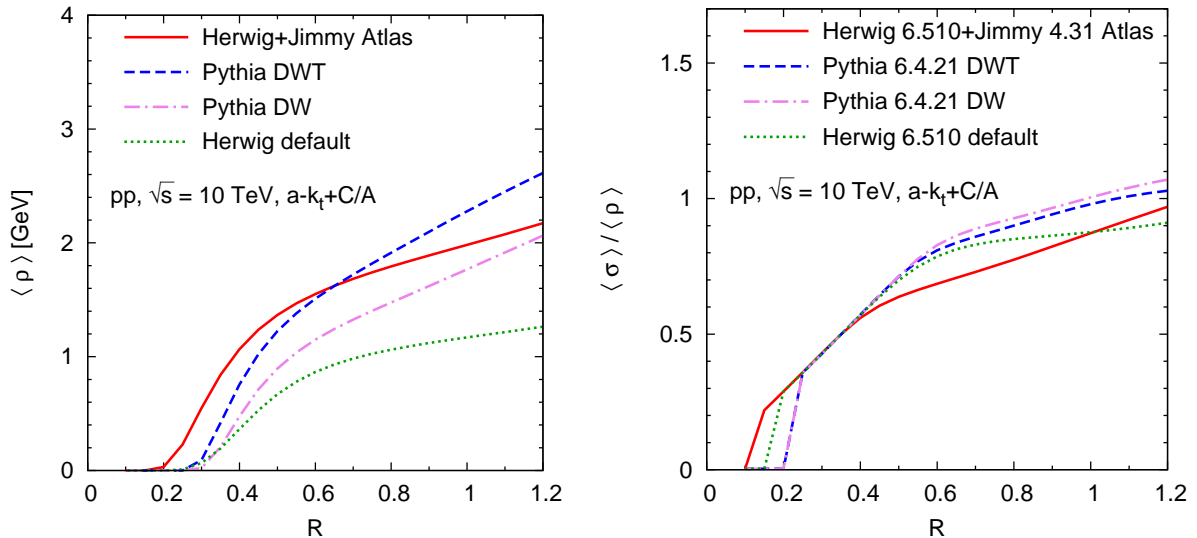 4
3
2
1
0
⟨ ρ ⟩ [GeV]
Herwig+Jimmy Atlas
Pythia DWT
Pythia DW
Herwig default
pp, √s = 10 TeV, a-kt+C/A
0 0.2 0.4 0.6 0.8 1 1.2
R
1.5
1
0.5
0
⟨ σ ⟩ / ⟨ ρ ⟩
Herwig 6.510+Jimmy 4.31 Atlas
Pythia 6.4.21 DWT
Pythia 6.4.21 DW
Herwig 6.510 default
pp, √s = 10 TeV, a-kt+C/A
0 0.2 0.4 0.6 0.8 1 1.2
R